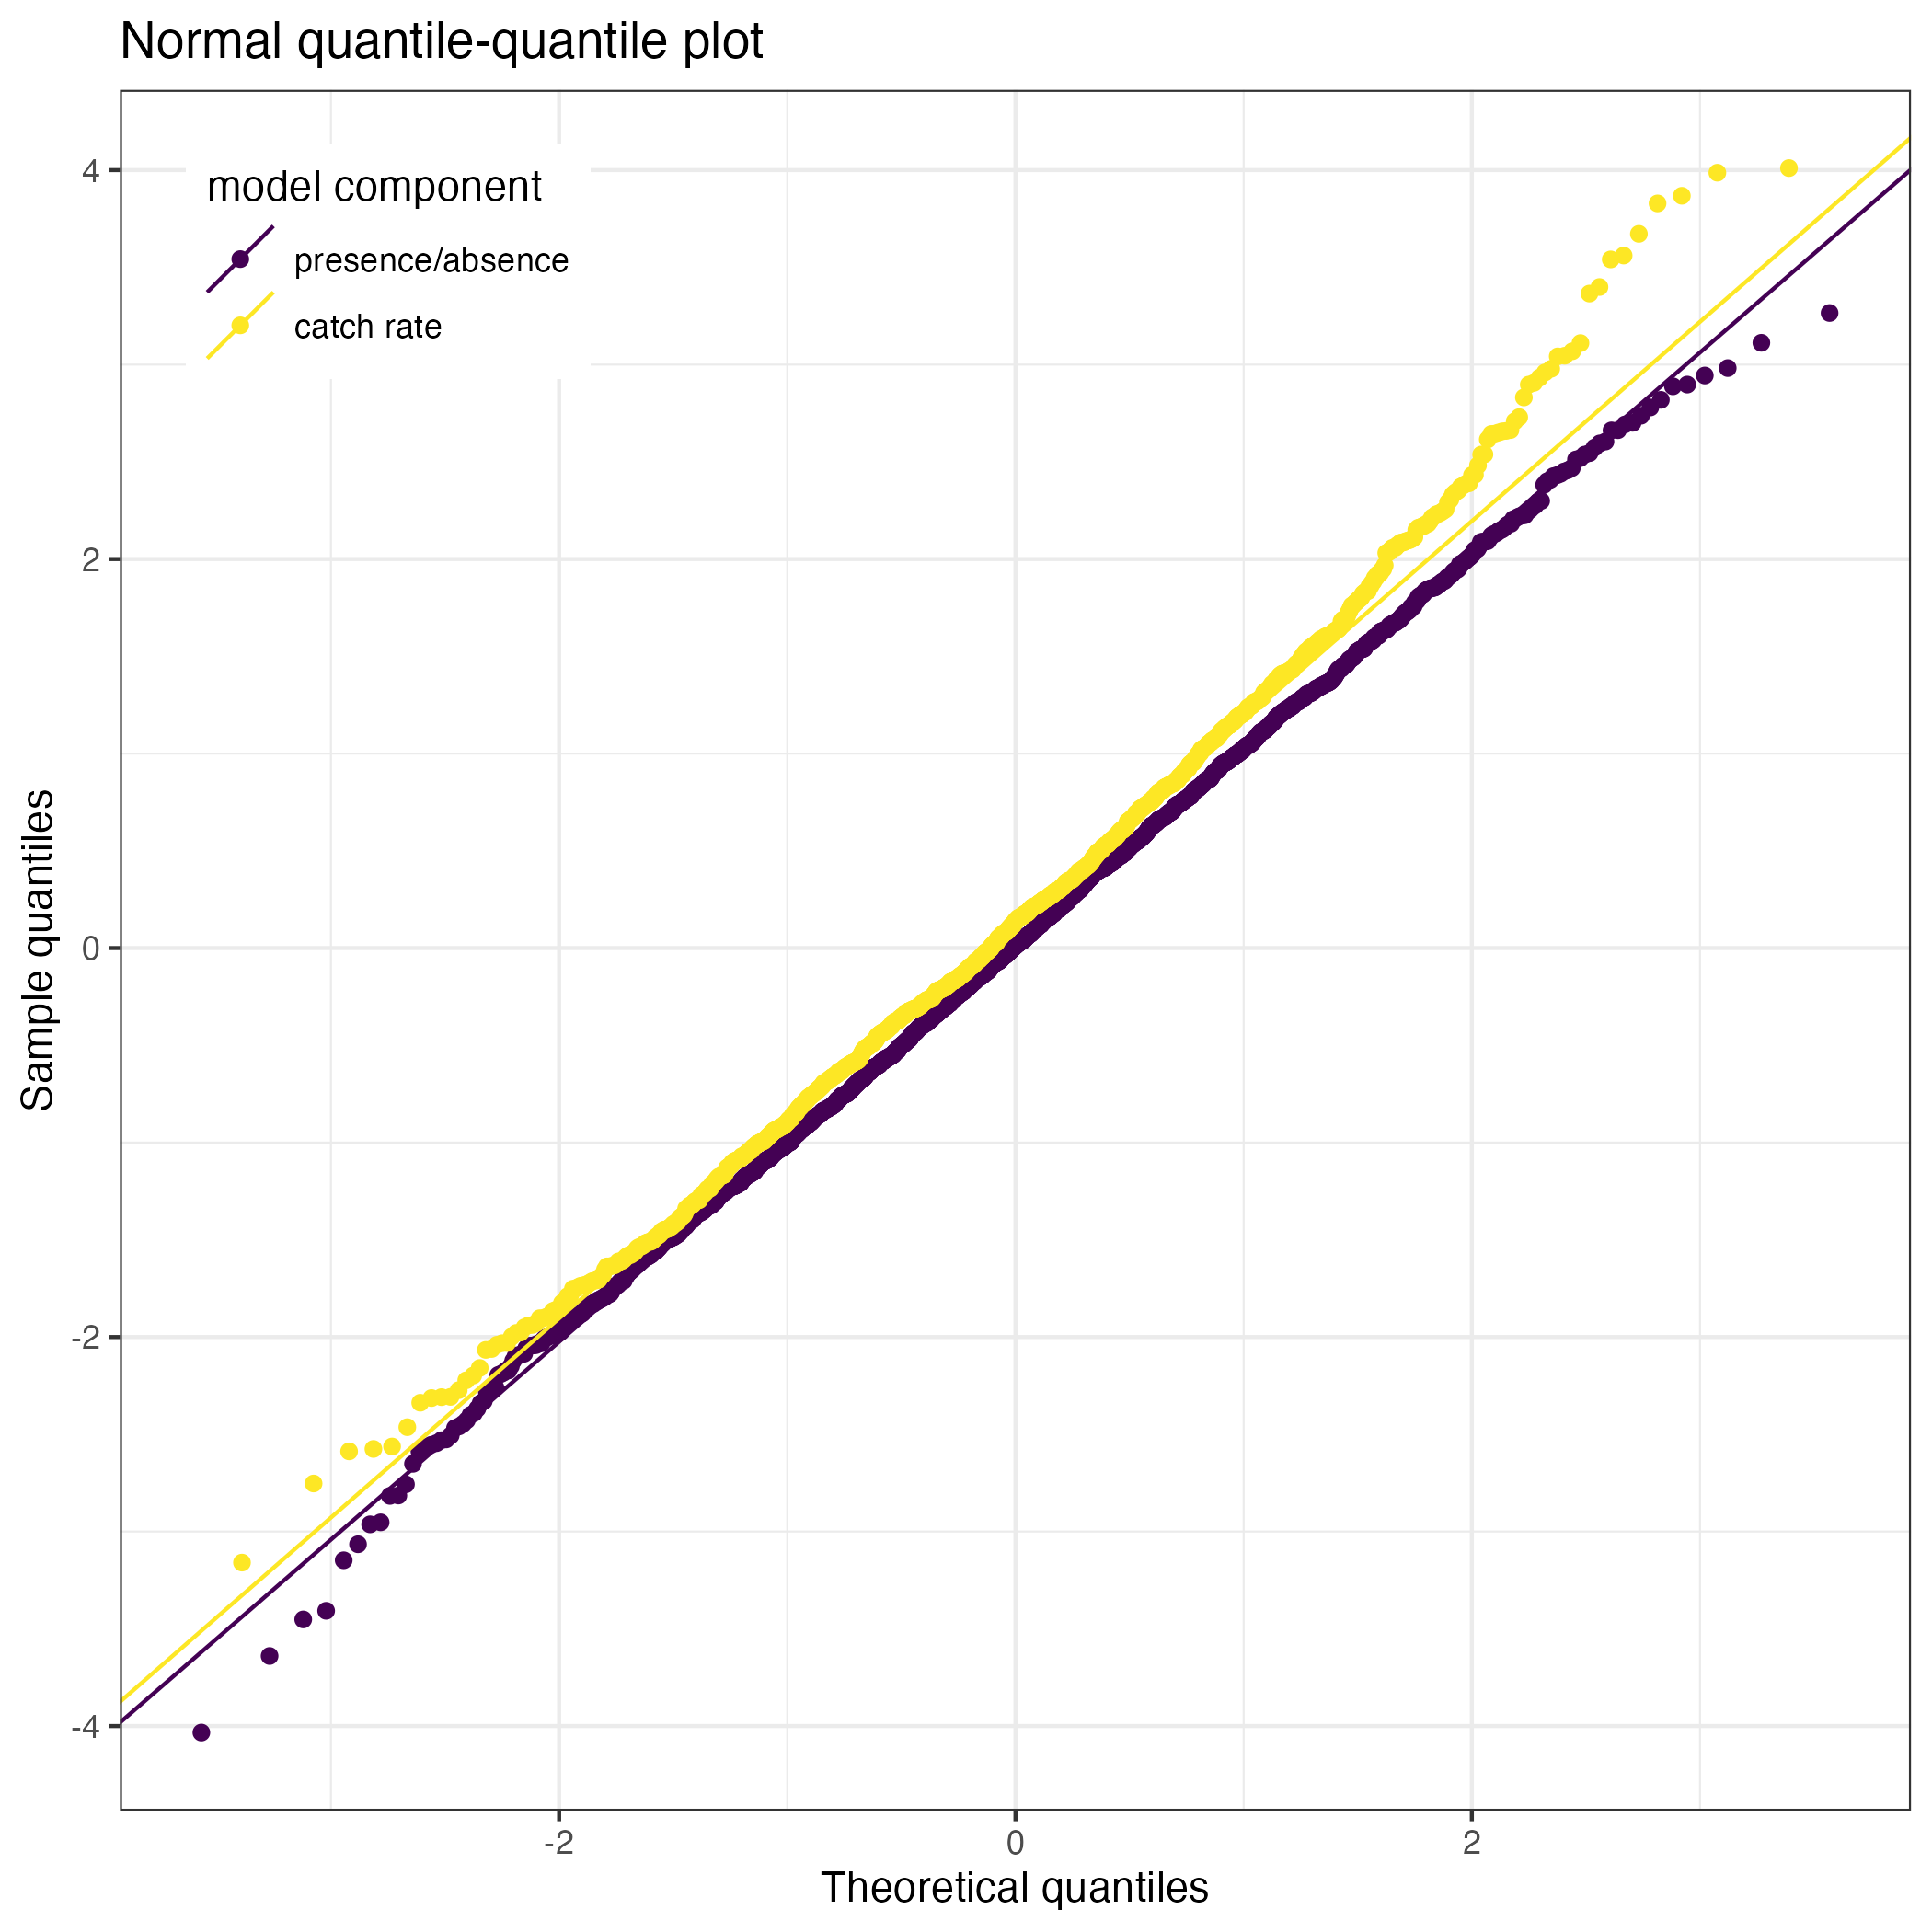 Normal quantile-quantile plot
model component
presence/absence
catch rate
4
2
0
-2
-4
Sample quantiles
-2
0
2
Theoretical quantiles